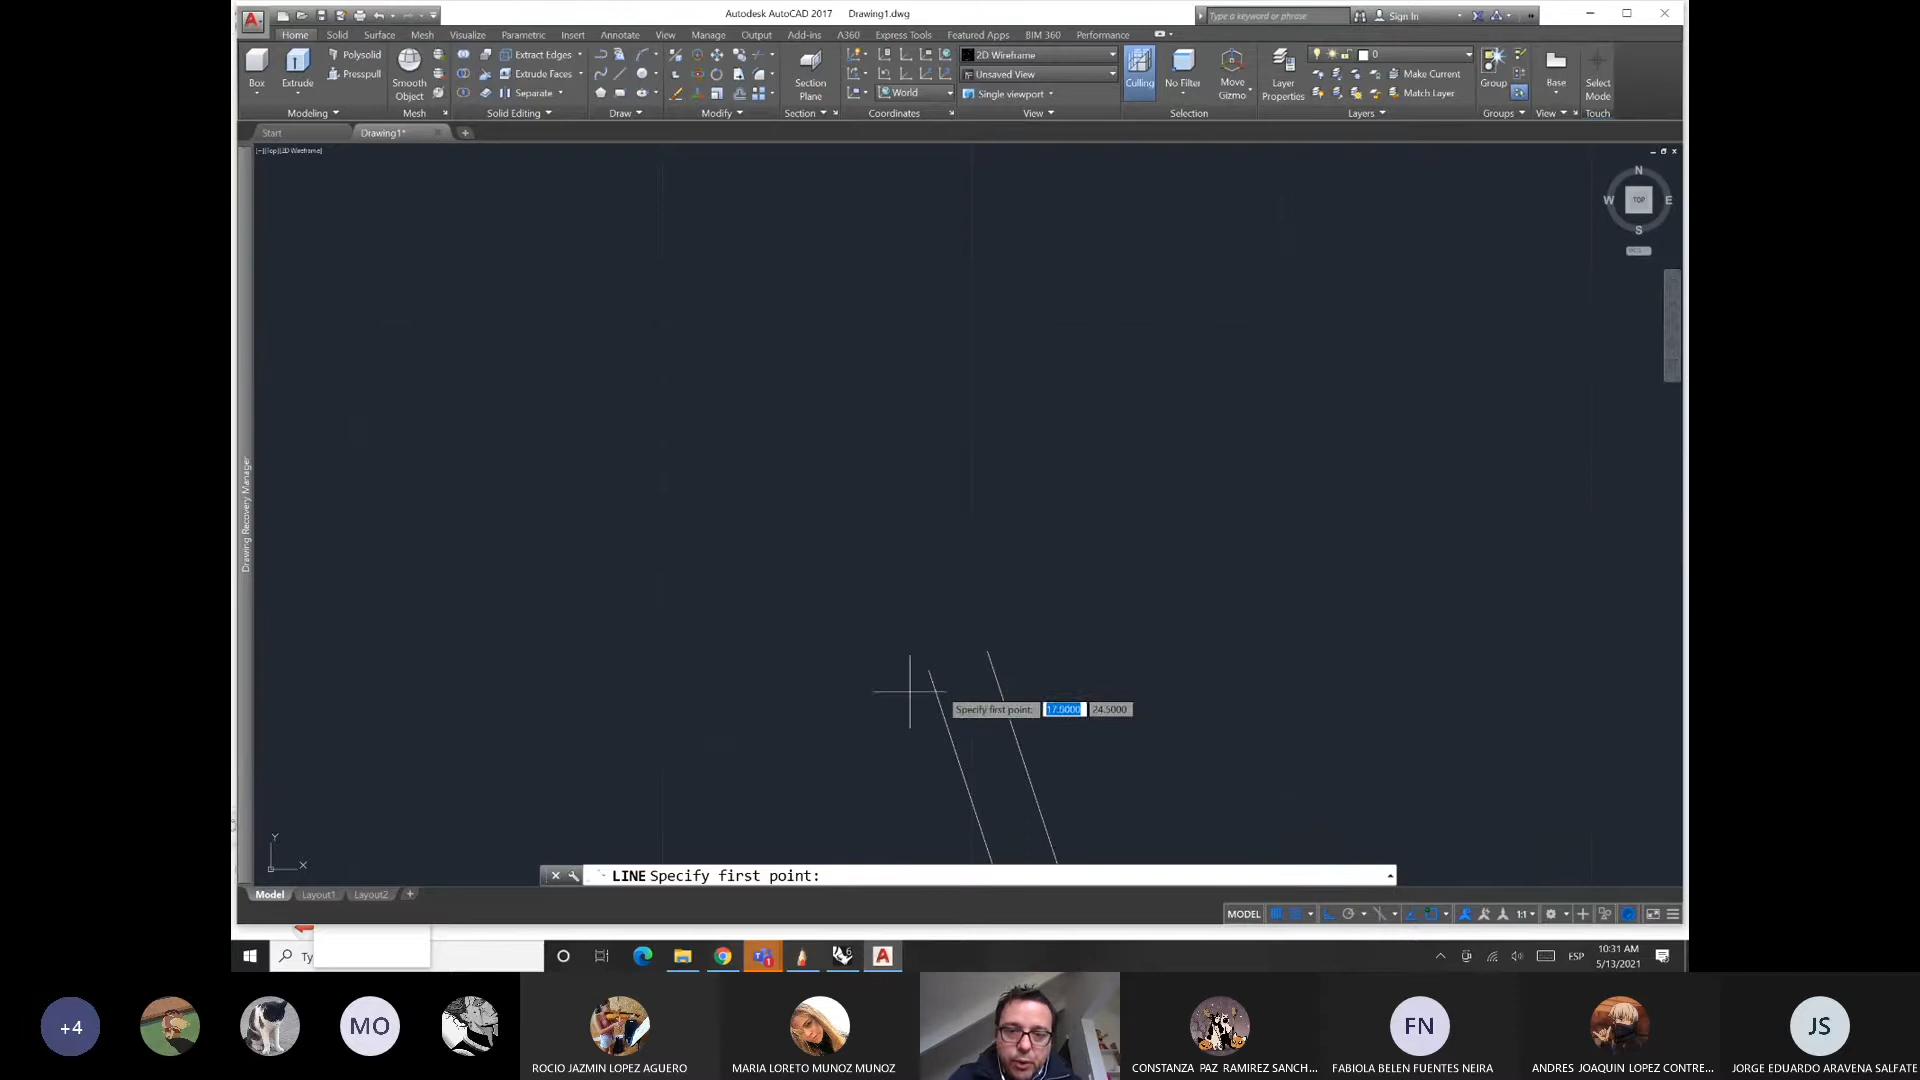 Autodesk AutoCAD 2017 Drawing1.dwg
Type a keyword or phrase
Sign In
Home Solid Surface Mesh Visualize Parametric Insert Annotate View Manage Output Add-ins A360 Express Tools Featured Apps BIM 360 Performance
Box
Extrude
Polysolid
Presspull
Smooth
Object
Extract Edges
Extrude Faces
Separate
Section
Plane
World
2D Wireframe
Unsaved View
Single viewport
Culling
No Filter
Move
Gizmo
Layer
Properties
0
Make Current
Match Layer
Group
Base
Select
Mode
Modeling Mesh Solid Editing Draw Modify Section Coordinates View Selection Layers Groups View Touch
Start Drawing1*
[−][Top][2D Wireframe]
N
W TOP E
S
Drawing Recovery Manager
Specify first point: 17.5000 24.5000
Y
X
LINE Specify first point:
Model Layout1 Layout2
MODEL 1:1
Ty
ESP
10:31 AM
5/13/2021
+4
MO
FN
JS
ROCIO JAZMIN LOPEZ AGUERO
MARIA LORETO MUNOZ MUNOZ
CONSTANZA PAZ RAMIREZ SANCH...
FABIOLA BELEN FUENTES NEIRA
ANDRES JOAQUIN LOPEZ CONTRE...
JORGE EDUARDO ARAVENA SALFATE